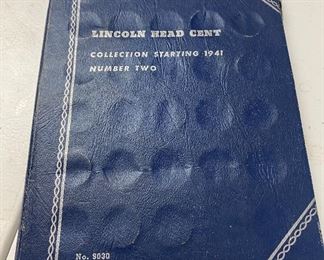 LINCOLN HEAD CENT
COLLECTION STARTING 1941
NUMBER TWO
No. 9030